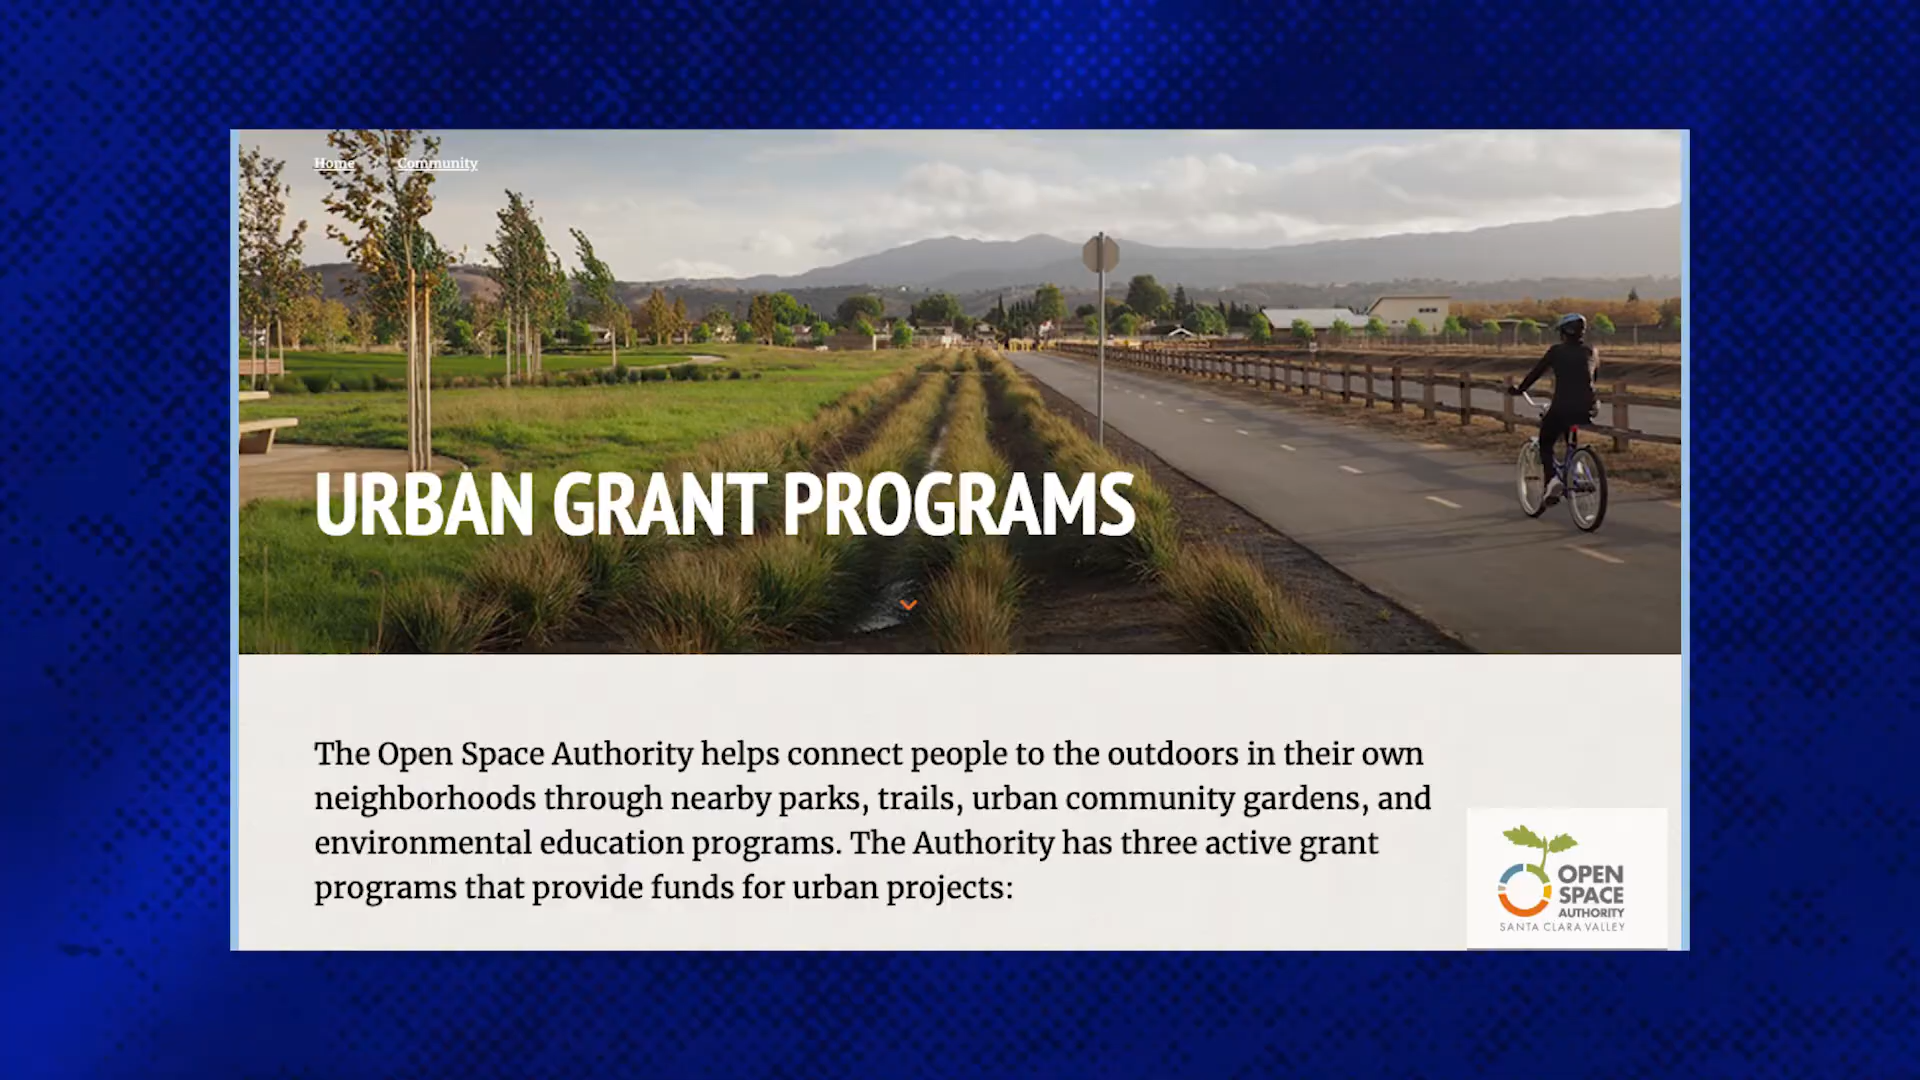 Home / Community
URBAN GRANT PROGRAMS
The Open Space Authority helps connect people to the outdoors in their own
neighborhoods through nearby parks, trails, urban community gardens, and
environmental education programs. The Authority has three active grant
programs that provide funds for urban projects:
OPEN
SPACE
AUTHORITY
SANTA CLARA VALLEY